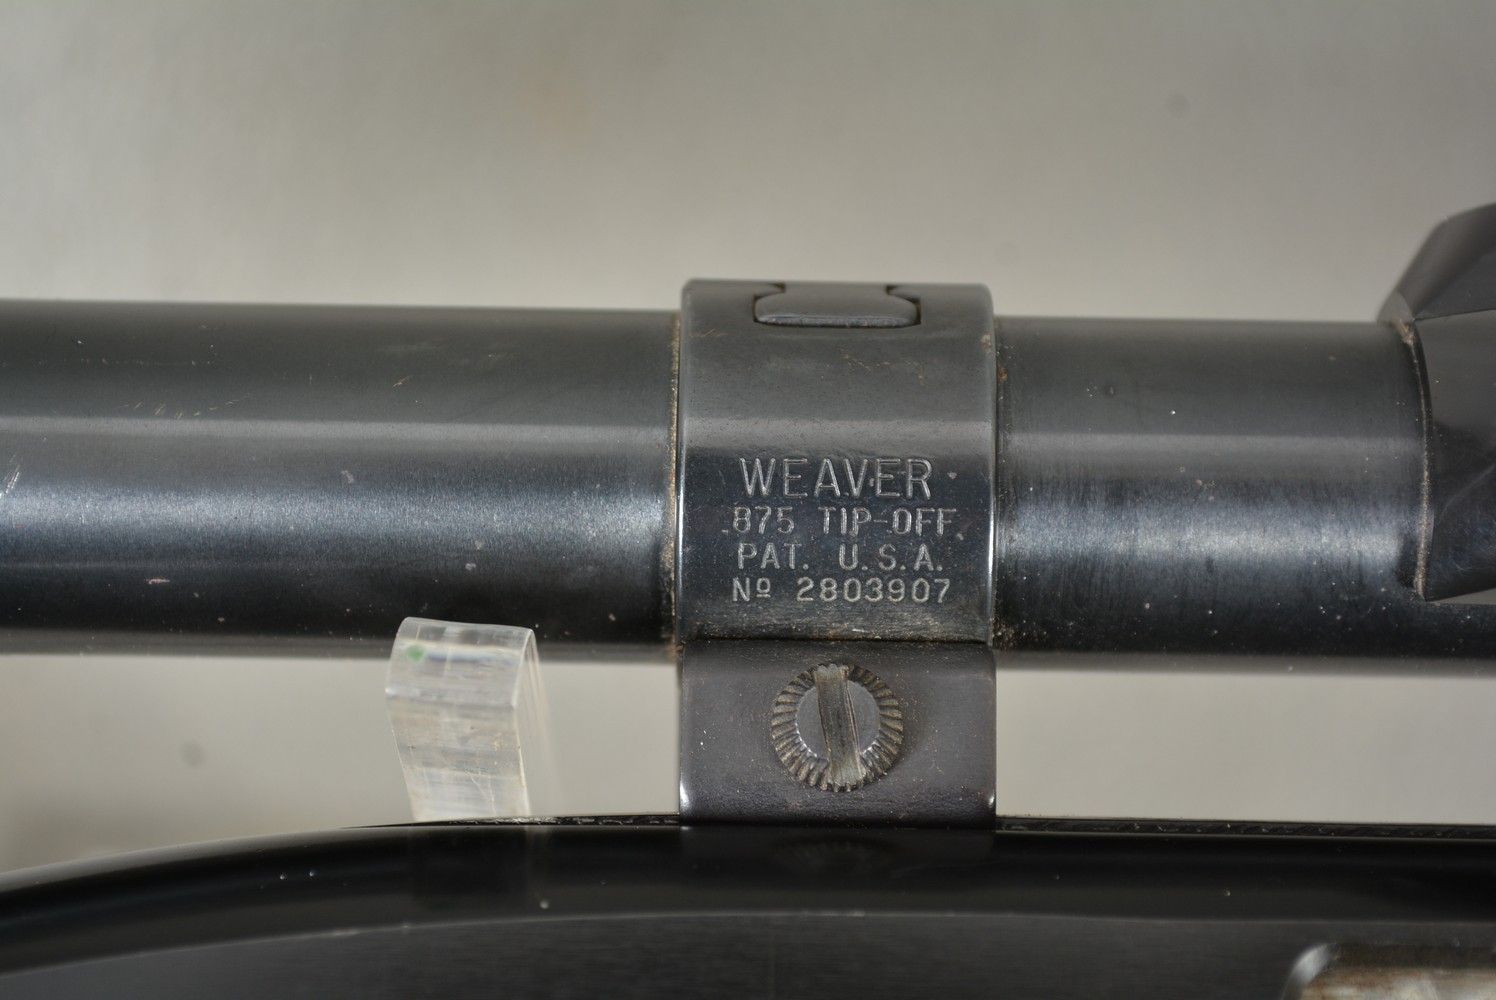 WEAVER
.875 TIP-OFF
PAT. U.S.A.
Nº 2803907